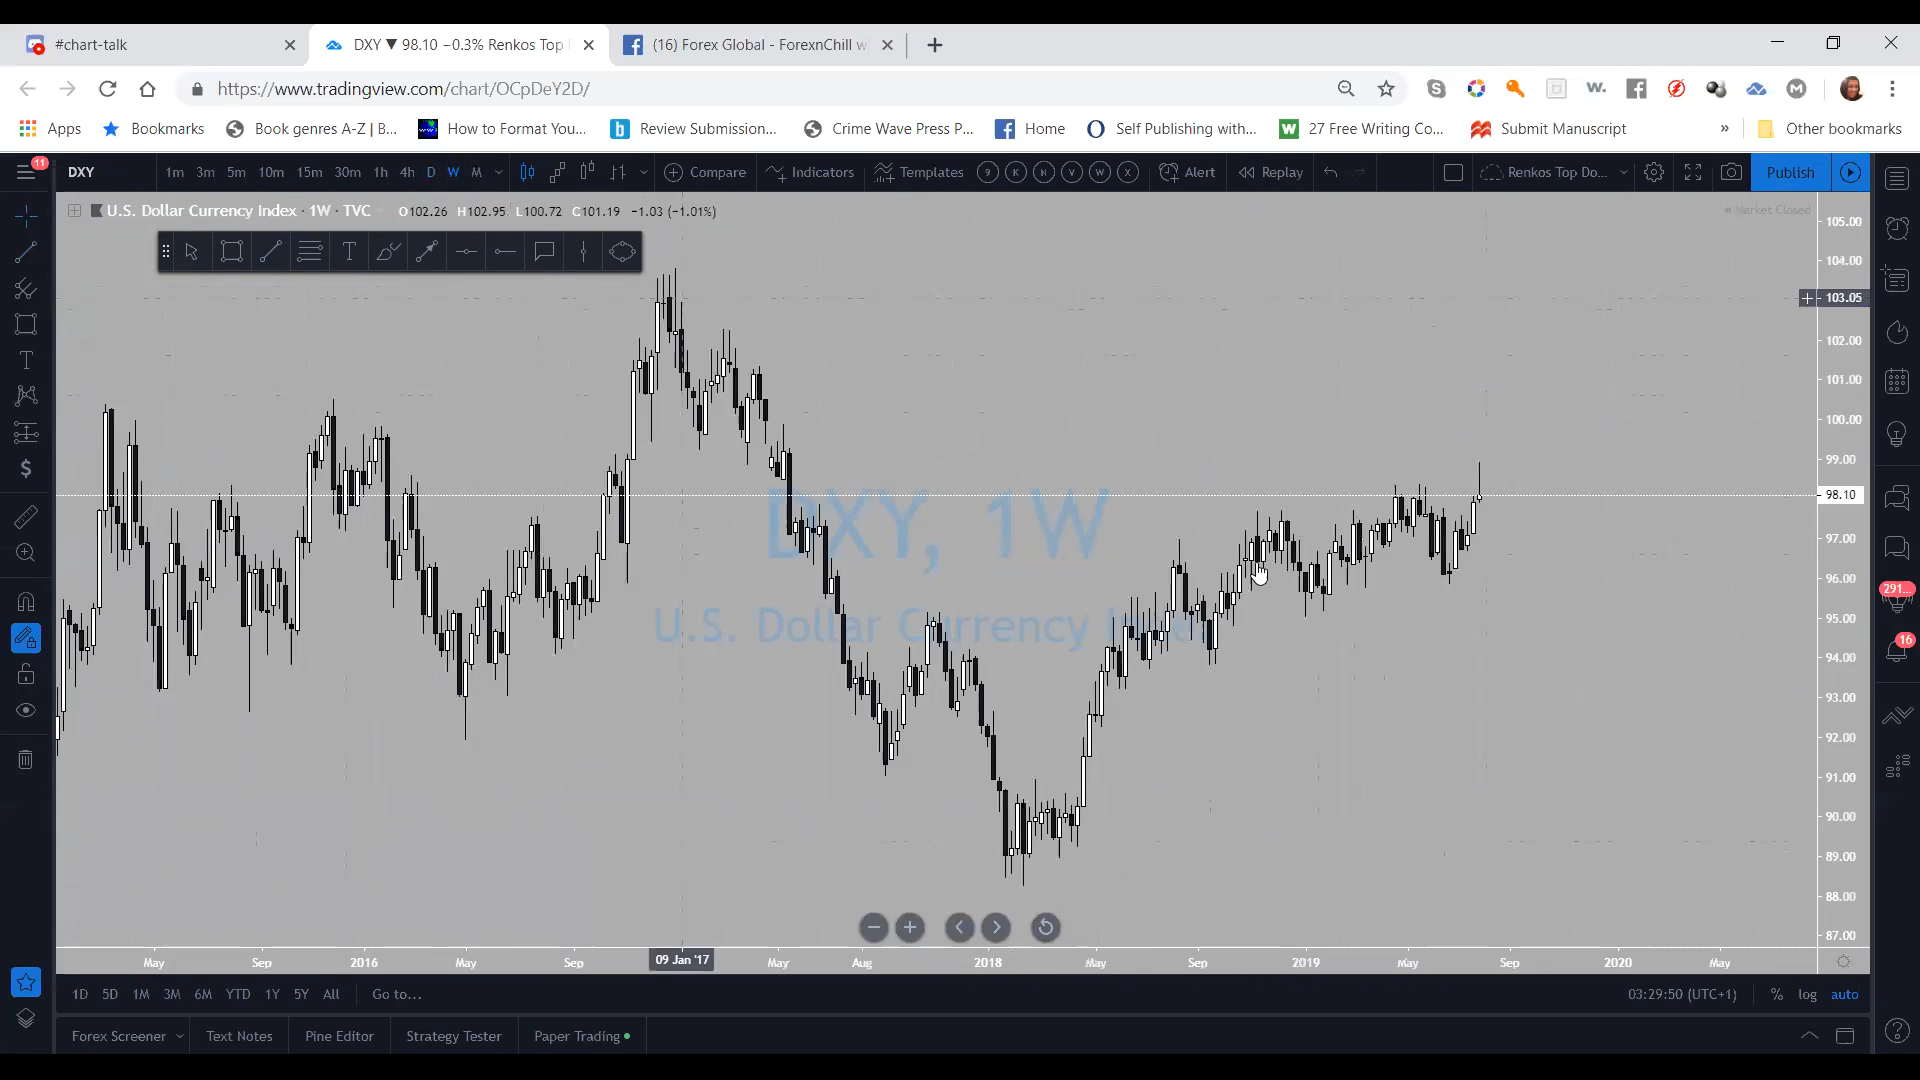 #chart-talk
DXY ▼ 98.10 −0.3% Renkos Top
(16) Forex Global - ForexnChill w
https://www.tradingview.com/chart/OCpDeY2D/
Apps Bookmarks Book genres A-Z | B... How to Format You... Review Submission... Crime Wave Press P... Home Self Publishing with... 27 Free Writing Co... Submit Manuscript » Other bookmarks
11 DXY 1m 3m 5m 10m 15m 30m 1h 4h D W M Compare Indicators Templates 9 K N V W X Alert Replay Renkos Top Do... Publish
U.S. Dollar Currency Index · 1W · TVC O102.26 H102.95 L100.72 C101.19 −1.03 (−1.01%) Market Closed
105.00
104.00
103.05
102.00
101.00
100.00
99.00
98.10
97.00
96.00
95.00
94.00
93.00
92.00
91.00
90.00
89.00
88.00
87.00
DXY, 1W
U.S. Dollar Currency Index
291...
16
May Sep 2016 May Sep 09 Jan '17 May Aug 2018 May Sep 2019 May Sep 2020 May
1D 5D 1M 3M 6M YTD 1Y 5Y All Go to... 03:29:50 (UTC+1) % log auto
Forex Screener Text Notes Pine Editor Strategy Tester Paper Trading